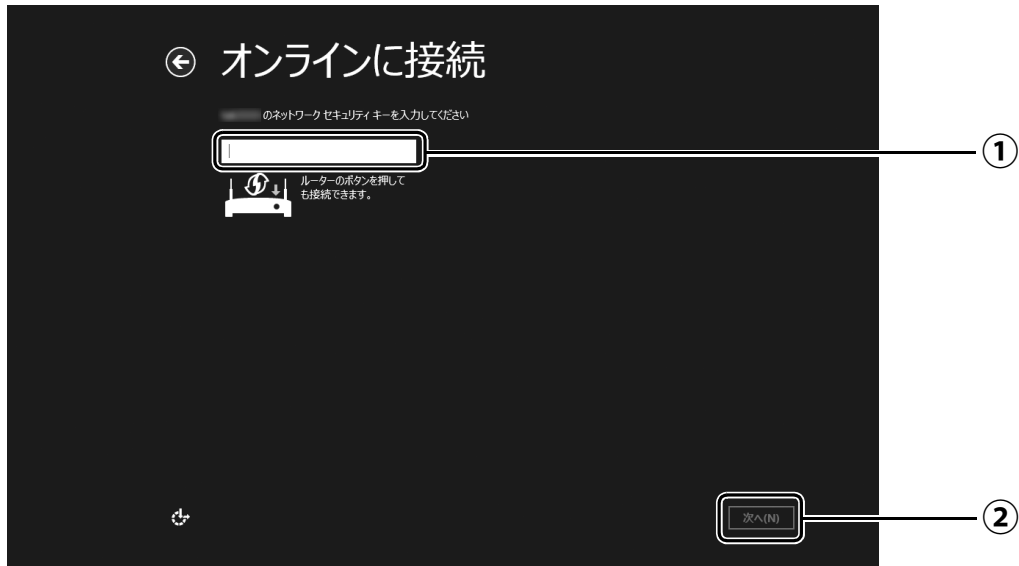 オンラインに接続
のネットワーク セキュリティ キーを入力してください
①
ルーターのボタンを押して
も接続できます。
次へ(N)
②